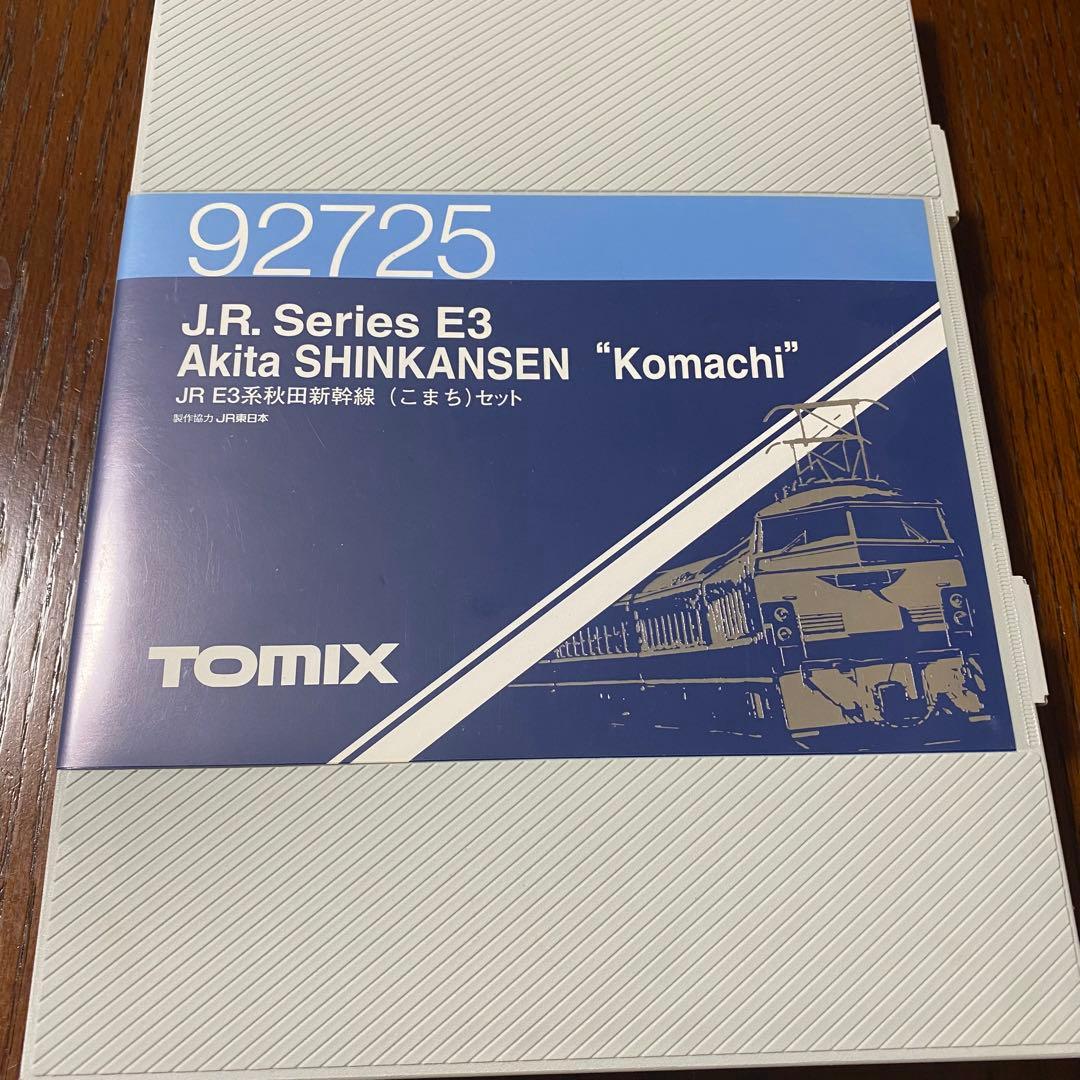 92725
J.R. Series E3
Akita SHINKANSEN “Komachi”
JR E3系秋田新幹線（こまち）セット
製作協力 JR東日本
TOMIX